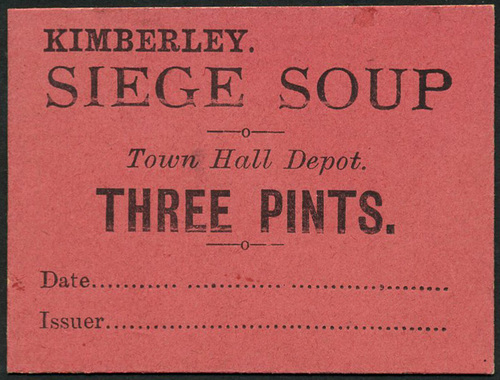 KIMBERLEY.
SIEGE SOUP
Town Hall Depot.
THREE PINTS.
Date.......... .......... ..........,..........
Issuer........................................